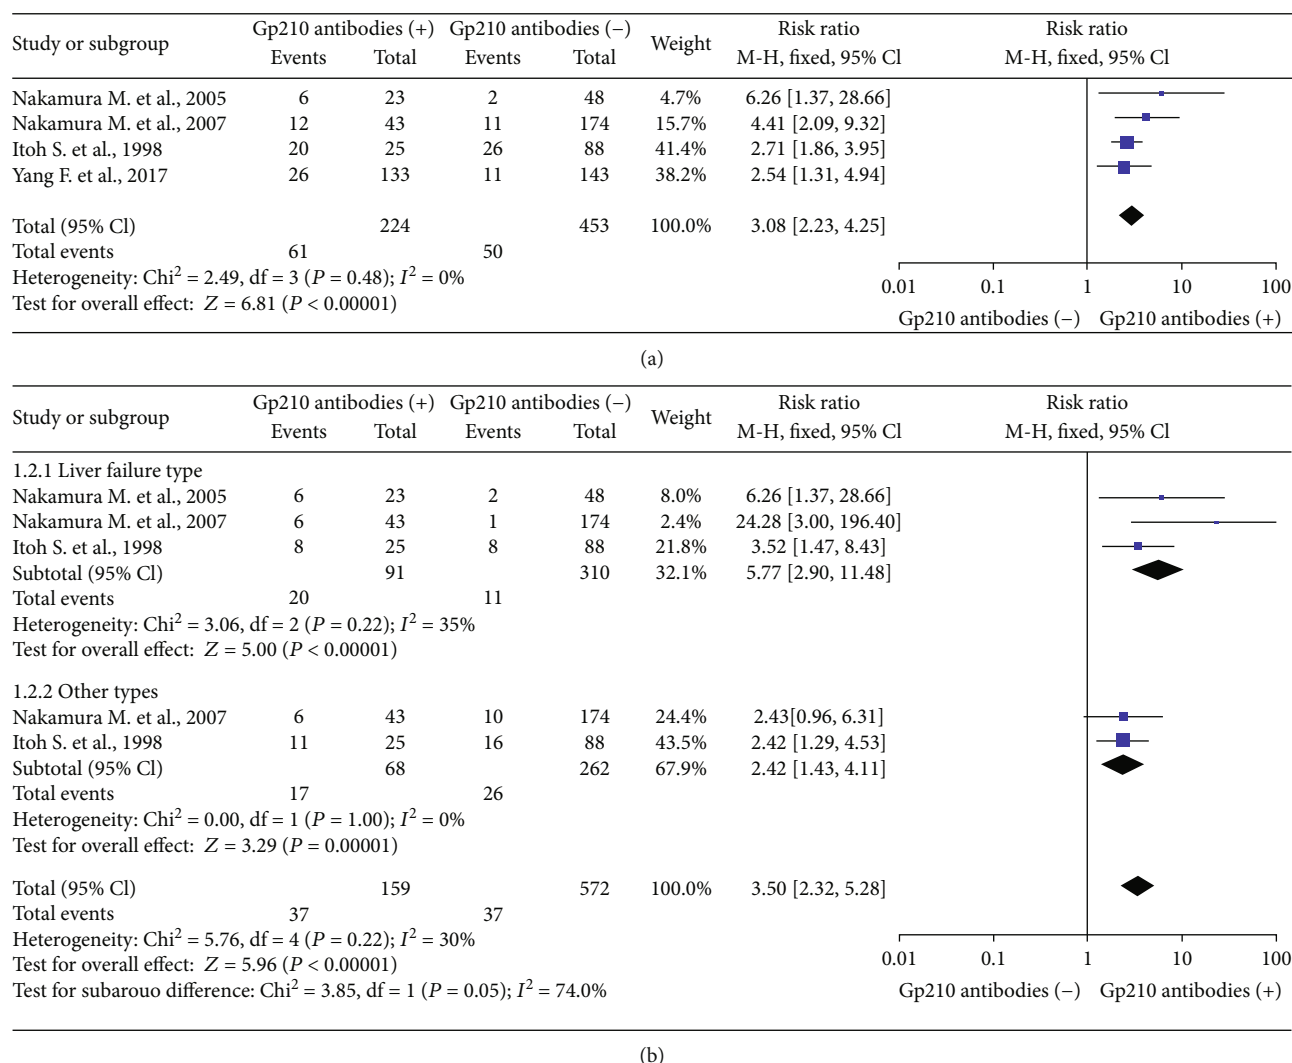 Study or subgroup Gp210 antibodies (+) Gp210 antibodies (−) Weight Risk ratio Risk ratio
Events Total Events Total M-H, fixed, 95% Cl M-H, fixed, 95% Cl
Nakamura M. et al., 2005 6 23 2 48 4.7% 6.26 [1.37, 28.66]
Nakamura M. et al., 2007 12 43 11 174 15.7% 4.41 [2.09, 9.32]
Itoh S. et al., 1998 20 25 26 88 41.4% 2.71 [1.86, 3.95]
Yang F. et al., 2017 26 133 11 143 38.2% 2.54 [1.31, 4.94]
Total (95% Cl) 224 453 100.0% 3.08 [2.23, 4.25]
Total events 61 50
Heterogeneity: Chi² = 2.49, df = 3 (P = 0.48); I² = 0%
Test for overall effect: Z = 6.81 (P < 0.00001)
0.01 0.1 1 10 100
Gp210 antibodies (−) Gp210 antibodies (+)
(a)
Study or subgroup Gp210 antibodies (+) Gp210 antibodies (−) Weight Risk ratio Risk ratio
Events Total Events Total M-H, fixed, 95% Cl M-H, fixed, 95% Cl
1.2.1 Liver failure type
Nakamura M. et al., 2005 6 23 2 48 8.0% 6.26 [1.37, 28.66]
Nakamura M. et al., 2007 6 43 1 174 2.4% 24.28 [3.00, 196.40]
Itoh S. et al., 1998 8 25 8 88 21.8% 3.52 [1.47, 8.43]
Subtotal (95% Cl) 91 310 32.1% 5.77 [2.90, 11.48]
Total events 20 11
Heterogeneity: Chi² = 3.06, df = 2 (P = 0.22); I² = 35%
Test for overall effect: Z = 5.00 (P < 0.00001)
1.2.2 Other types
Nakamura M. et al., 2007 6 43 10 174 24.4% 2.43[0.96, 6.31]
Itoh S. et al., 1998 11 25 16 88 43.5% 2.42 [1.29, 4.53]
Subtotal (95% Cl) 68 262 67.9% 2.42 [1.43, 4.11]
Total events 17 26
Heterogeneity: Chi² = 0.00, df = 1 (P = 1.00); I² = 0%
Test for overall effect: Z = 3.29 (P = 0.00001)
Total (95% Cl) 159 572 100.0% 3.50 [2.32, 5.28]
Total events 37 37
Heterogeneity: Chi² = 5.76, df = 4 (P = 0.22); I² = 30%
Test for overall effect: Z = 5.96 (P < 0.00001)
Test for subarouo difference: Chi² = 3.85, df = 1 (P = 0.05); I² = 74.0%
0.01 0.1 1 10 100
Gp210 antibodies (−) Gp210 antibodies (+)
(b)